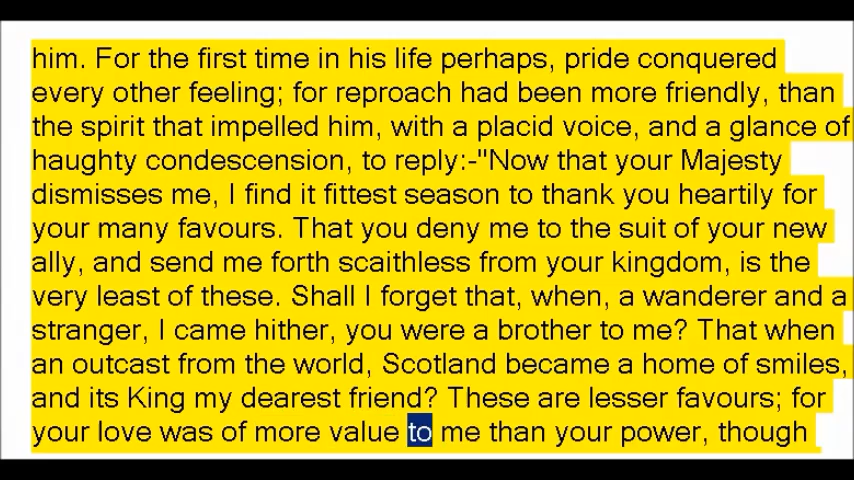 him. For the first time in his life perhaps, pride conquered
every other feeling; for reproach had been more friendly, than
the spirit that impelled him, with a placid voice, and a glance of
haughty condescension, to reply:-"Now that your Majesty
dismisses me, I find it fittest season to thank you heartily for
your many favours. That you deny me to the suit of your new
ally, and send me forth scaithless from your kingdom, is the
very least of these. Shall I forget that, when, a wanderer and a
stranger, I came hither, you were a brother to me? That when
an outcast from the world, Scotland became a home of smiles,
and its King my dearest friend? These are lesser favours; for
your love was of more value to me than your power, though